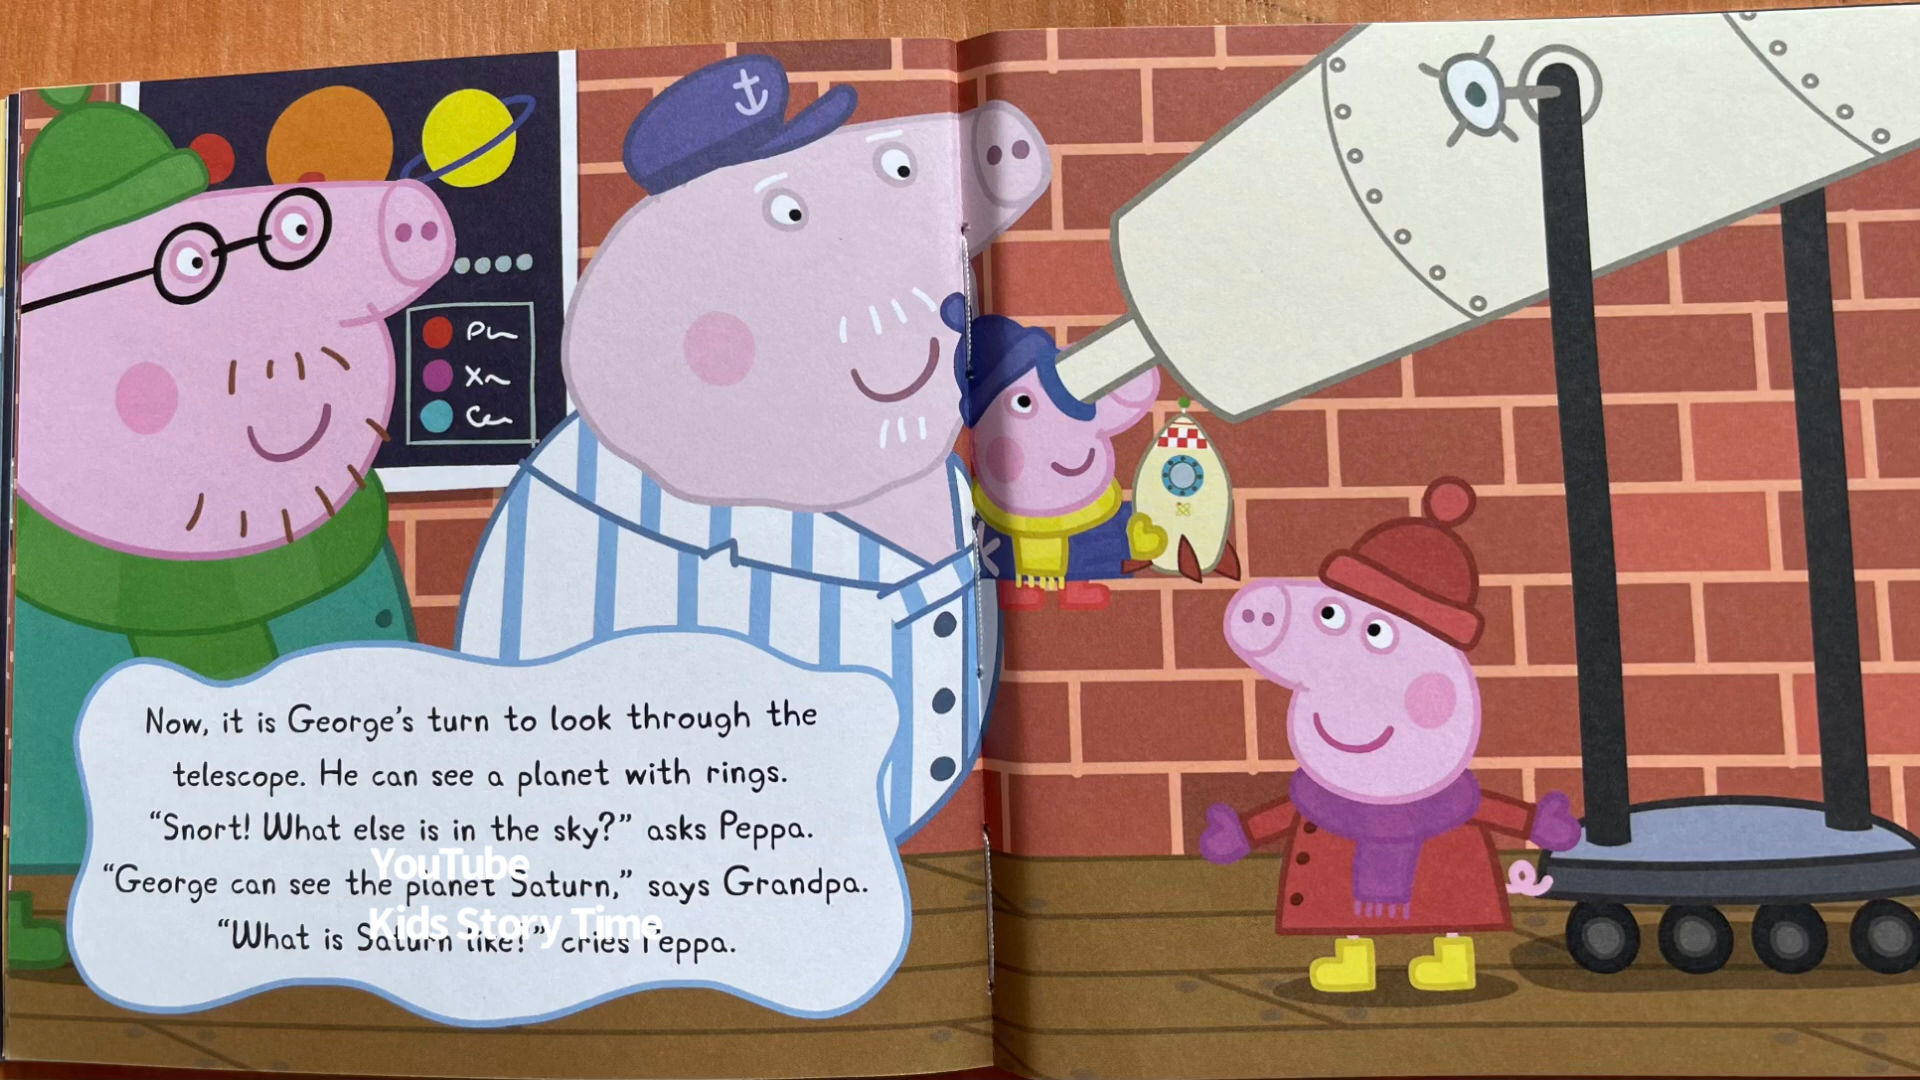 Now, it is George's turn to look through the
telescope. He can see a planet with rings.
"Snort! What else is in the sky?" asks Peppa.
"George can see the planet Saturn," says Grandpa.
"What is Saturn like?" cries Peppa.
YouTube
Kids Story Time